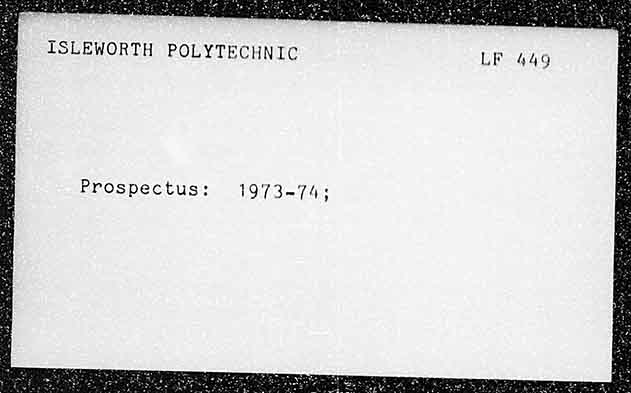 ISLEWORTH POLYTECHNIC
LF 449
Prospectus: 1973-74;